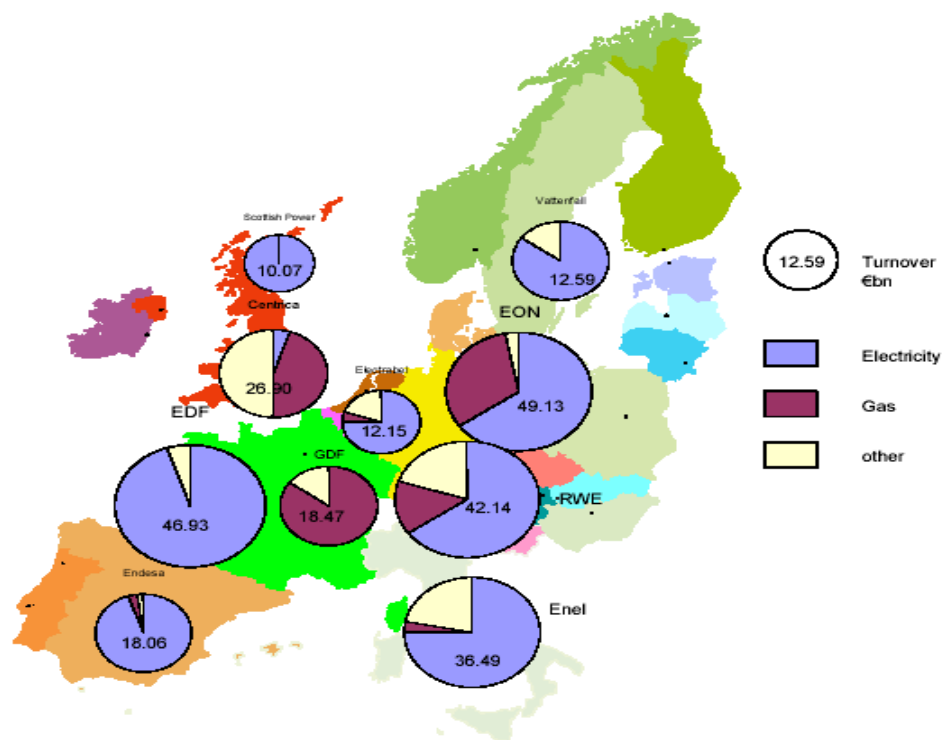 Scottish Power
10.07
Vattenfall
12.59
12.59
Turnover
€bn
Centrica
26.90
EON
49.13
Electricity
Electrabel
12.15
EDF
46.93
Gas
GDF
18.47
other
42.14
RWE
Endesa
18.06
Enel
36.49